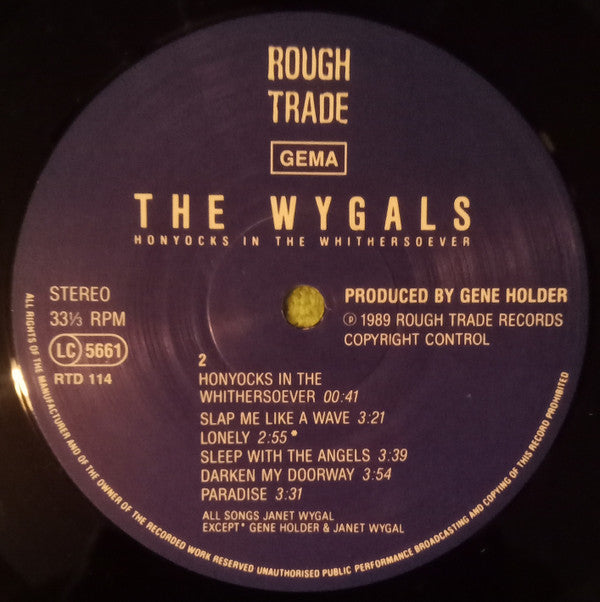 ROUGH
TRADE
GEMA
THE WYGALS
HONYOCKS IN THE WHITHERSOEVER
STEREO
33⅓ RPM
LC 5661
RTD 114
PRODUCED BY GENE HOLDER
℗ 1989 ROUGH TRADE RECORDS
COPYRIGHT CONTROL
2
HONYOCKS IN THE
WHITHERSOEVER 00:41
SLAP ME LIKE A WAVE 3:21
LONELY 2:55*
SLEEP WITH THE ANGELS 3:39
DARKEN MY DOORWAY 3:54
PARADISE 3:31
ALL SONGS JANET WYGAL
EXCEPT* GENE HOLDER & JANET WYGAL
ALL RIGHTS OF THE MANUFACTURER AND OF THE OWNER OF THE RECORDED WORK RESERVED UNAUTHORISED PUBLIC PERFORMANCE BROADCASTING AND COPYING OF THIS RECORD PROHIBITED